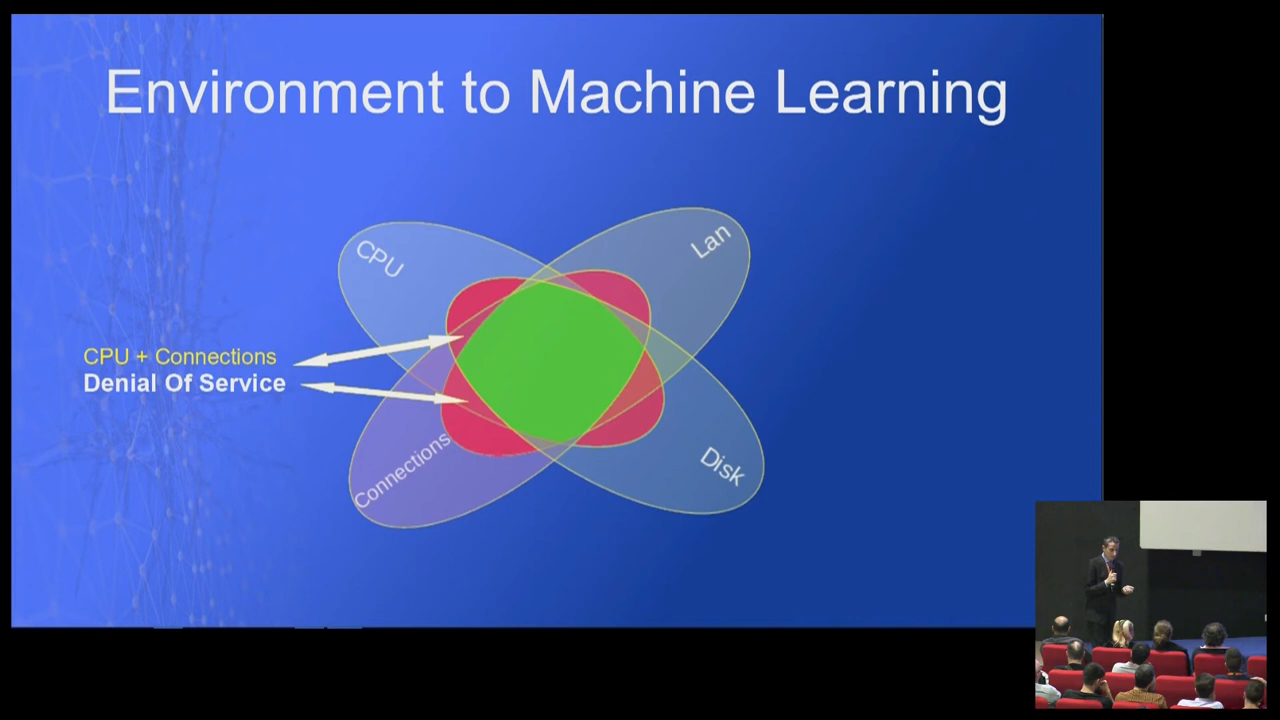 Environment to Machine Learning
CPU
Lan
CPU + Connections
Denial Of Service
Connections
Disk